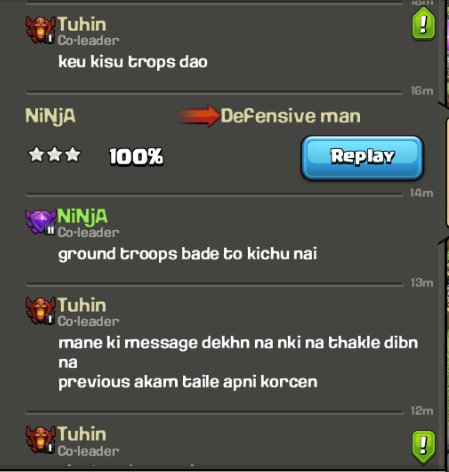 Tuhin
Co-leader
keu kisu trops dao
16m
NiNjA Defensive man
100% Replay
14m
NiNjA
Co-leader
ground troops bade to kichu nai
13m
Tuhin
Co-leader
mane ki message dekhn na nki na thakle dibn
na
previous akam taile apni korcen
12m
Tuhin
Co-leader